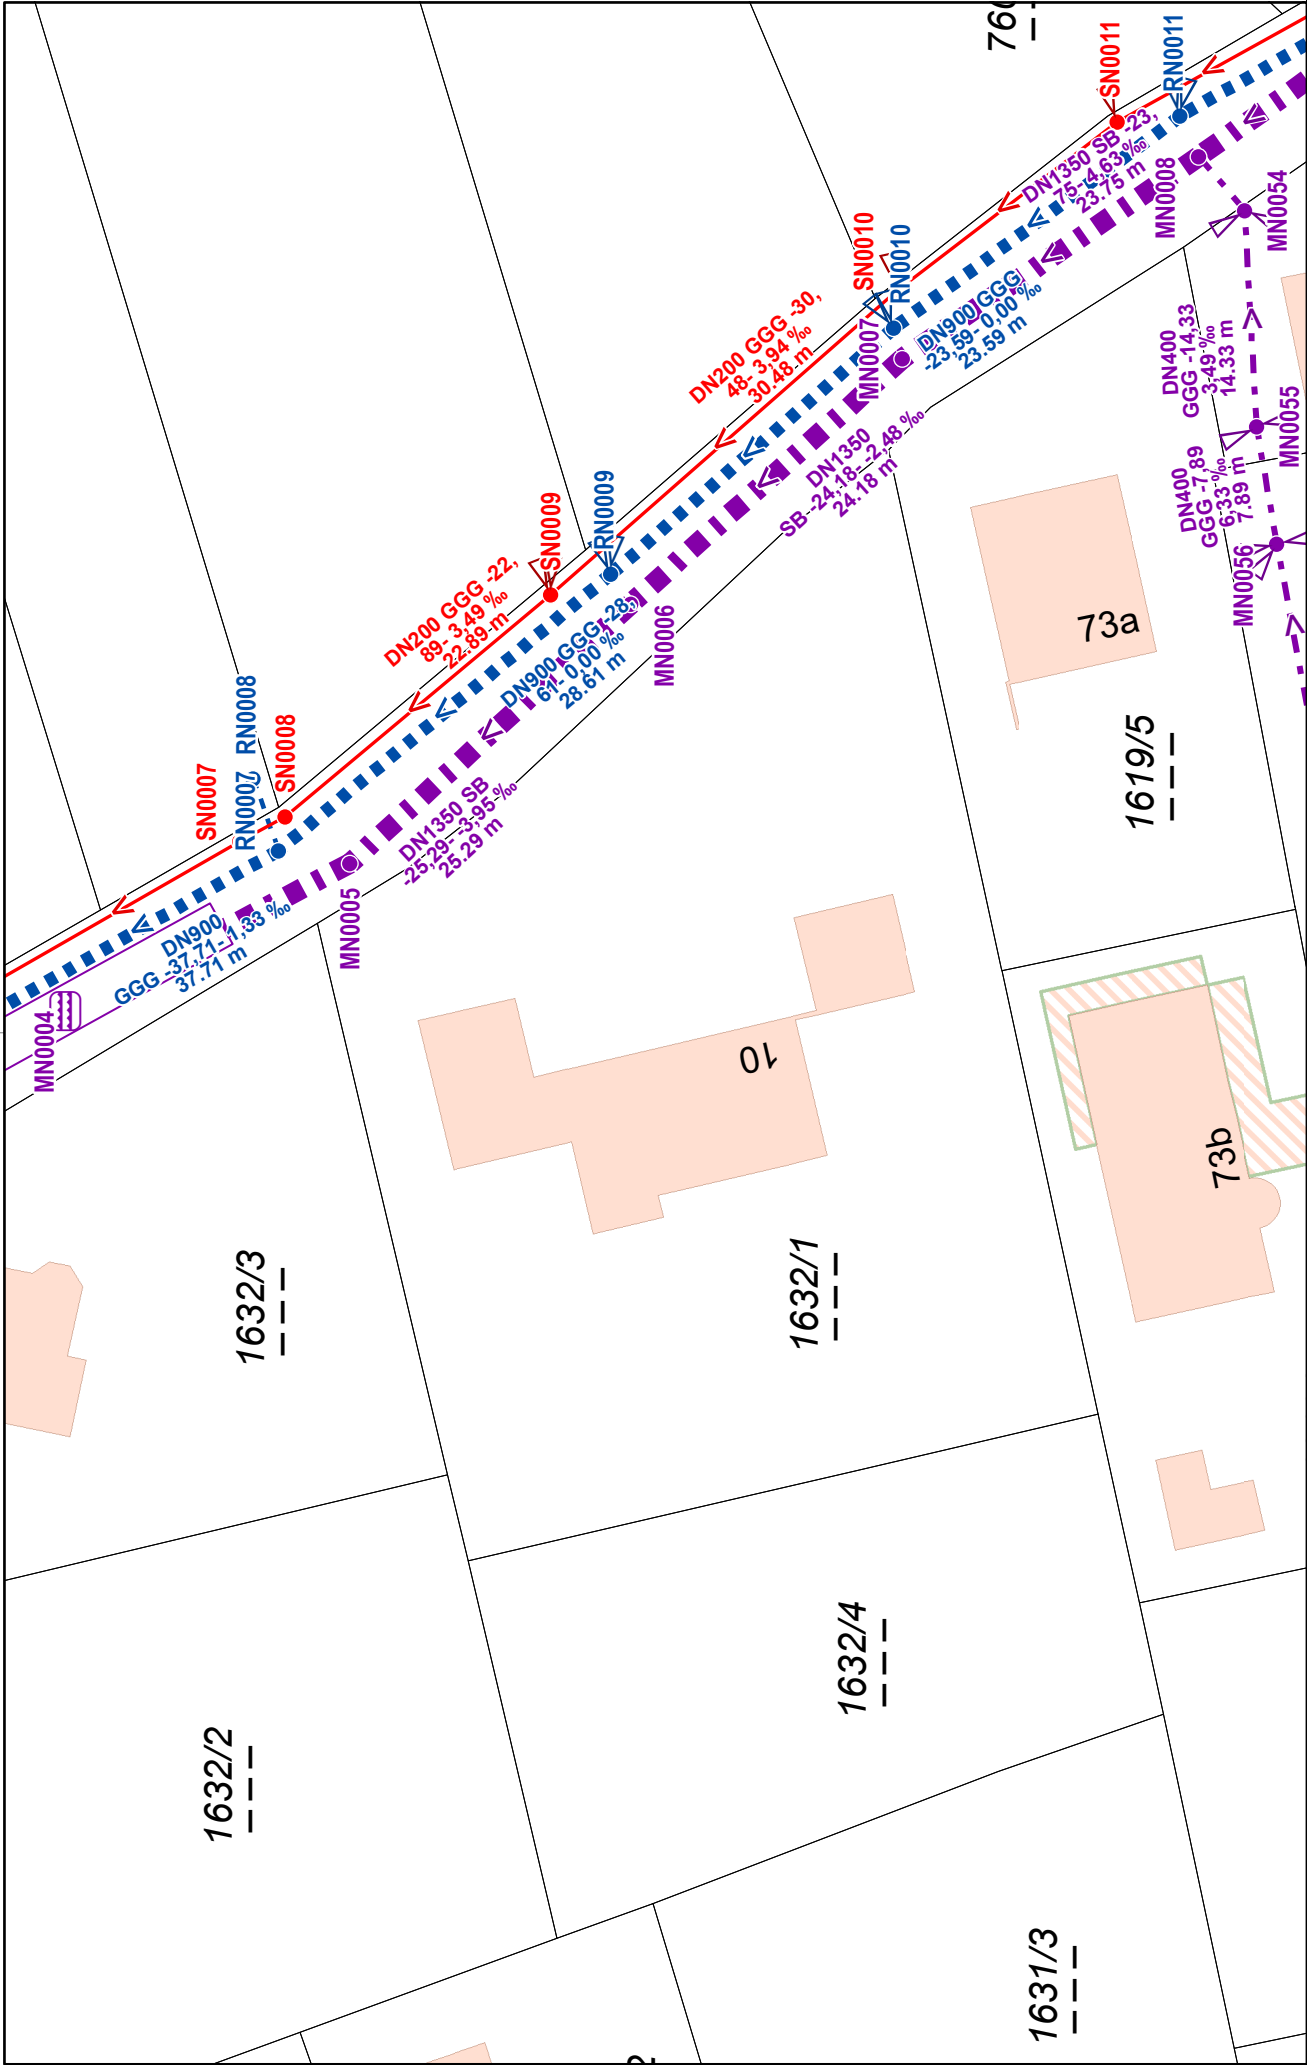 SN0011
RN0011
DN1350 SB -23,
75- 4,63 ‰
23.75 m
MN0008
MN0054
SN0010
RN0010
DN200 GGG -30,
48- 3,94 ‰
30.48 m
MN0007
DN900 GGG
-23,59- 0,00 ‰
23.59 m
DN400
GGG -14,33
3,49 ‰
14.33 m
MN0055
DN1350
SB -24,18- -2,48 ‰
24.18 m
DN400
GGG -7,89
6,33 ‰
7.89 m
MN0056
SN0009
RN0009
DN200 GGG -22,
89- 3,49 ‰
22.89 m
DN900 GGG -28,
61- 0,00 ‰
28.61 m
MN0006
73a
RN0008
SN0008
SN0007
RN0007
1619/5
DN1350 SB
-25,29- -3,95 ‰
25.29 m
MN0005
DN900
GGG -37,71- 1,33 ‰
37.71 m
MN0004
10
73b
1632/3
1632/1
1632/4
1632/2
1631/3